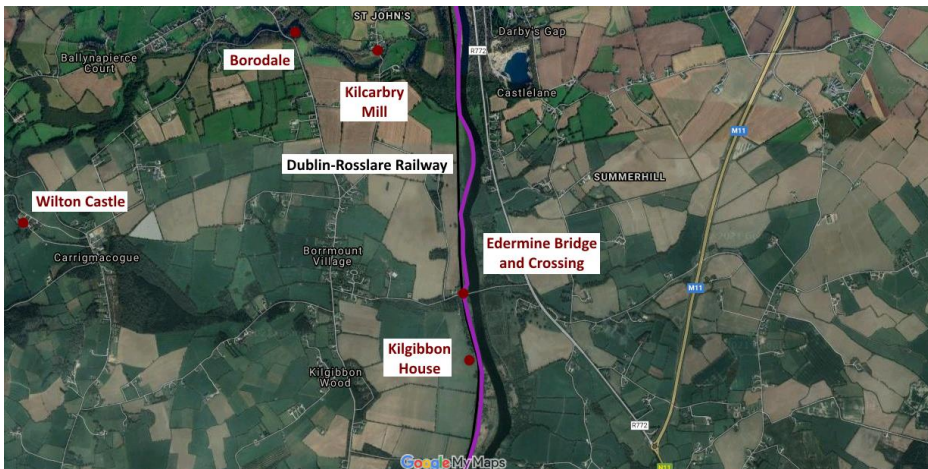 ST JOHN'S
R772
Darby's Gap
Borodale
Ballynapierce
Court
Kilcarbry
Mill
Castlelane
M11
Dublin-Rosslare Railway
SUMMERHILL
Wilton Castle
Carrigmacogue
Borrmount
Village
Edermine Bridge
and Crossing
M11
Kilgibbon
House
Kilgibbon
Wood
R772
Google My Maps
N11